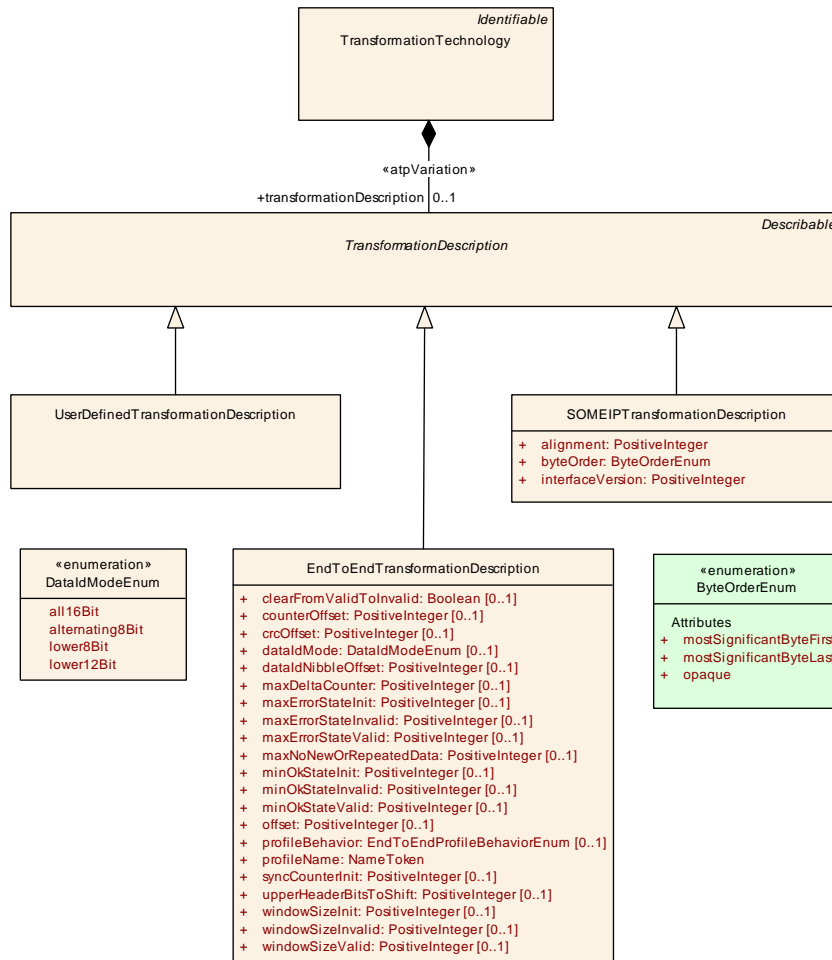 Identifiable
TransformationTechnology
«atpVariation»
+transformationDescription 0..1
Describable
TransformationDescription
UserDefinedTransformationDescription
SOMEIPTransformationDescription
+ alignment: PositiveInteger
+ byteOrder: ByteOrderEnum
+ interfaceVersion: PositiveInteger
«enumeration»
DataIdModeEnum
all16Bit
alternating8Bit
lower8Bit
lower12Bit
EndToEndTransformationDescription
+ clearFromValidToInvalid: Boolean [0..1]
+ counterOffset: PositiveInteger [0..1]
+ crcOffset: PositiveInteger [0..1]
+ dataIdMode: DataIdModeEnum [0..1]
+ dataIdNibbleOffset: PositiveInteger [0..1]
+ maxDeltaCounter: PositiveInteger [0..1]
+ maxErrorStateInit: PositiveInteger [0..1]
+ maxErrorStateInvalid: PositiveInteger [0..1]
+ maxErrorStateValid: PositiveInteger [0..1]
+ maxNoNewOrRepeatedData: PositiveInteger [0..1]
+ minOkStateInit: PositiveInteger [0..1]
+ minOkStateInvalid: PositiveInteger [0..1]
+ minOkStateValid: PositiveInteger [0..1]
+ offset: PositiveInteger [0..1]
+ profileBehavior: EndToEndProfileBehaviorEnum [0..1]
+ profileName: NameToken
+ syncCounterInit: PositiveInteger [0..1]
+ upperHeaderBitsToShift: PositiveInteger [0..1]
+ windowSizeInit: PositiveInteger [0..1]
+ windowSizeInvalid: PositiveInteger [0..1]
+ windowSizeValid: PositiveInteger [0..1]
«enumeration»
ByteOrderEnum
Attributes
+ mostSignificantByteFirst
+ mostSignificantByteLast
+ opaque